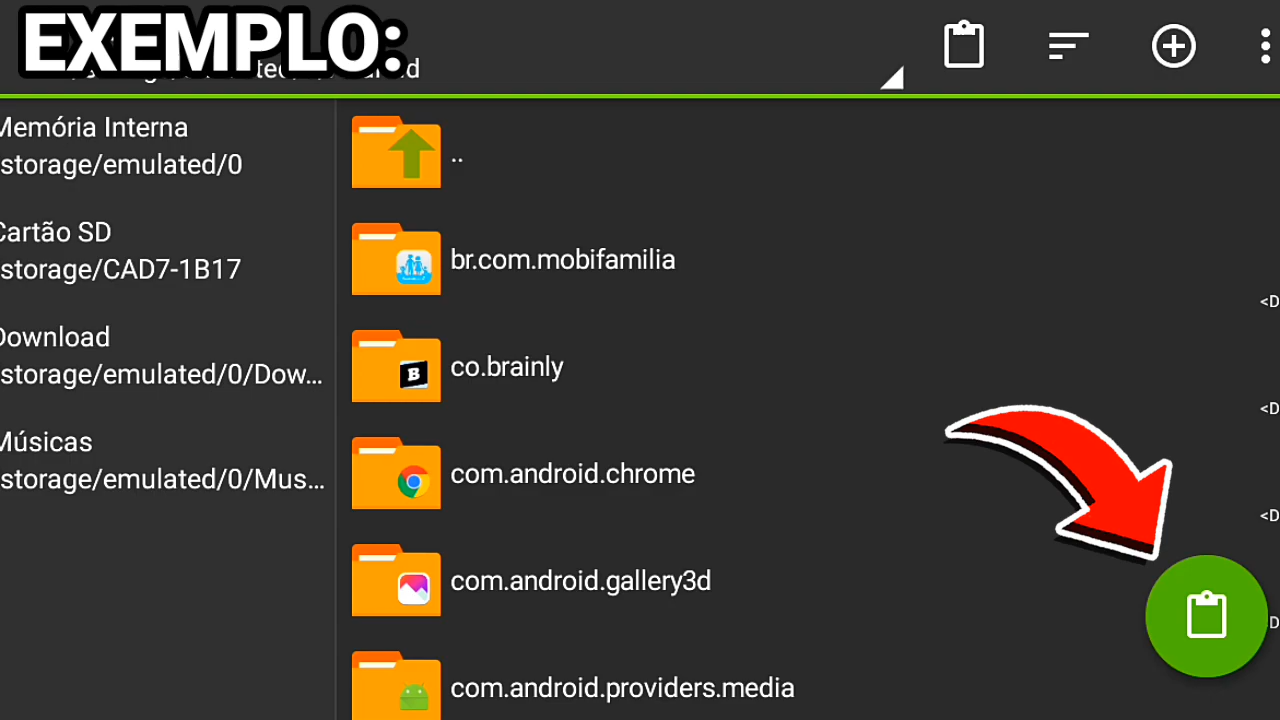 EXEMPLO:
Memória Interna
storage/emulated/0
Cartão SD
storage/CAD7-1B17
Download
storage/emulated/0/Dow...
Músicas
storage/emulated/0/Mus...
..
br.com.mobifamilia
co.brainly
B
com.android.chrome
com.android.gallery3d
com.android.providers.media
<D
<D
<D
D